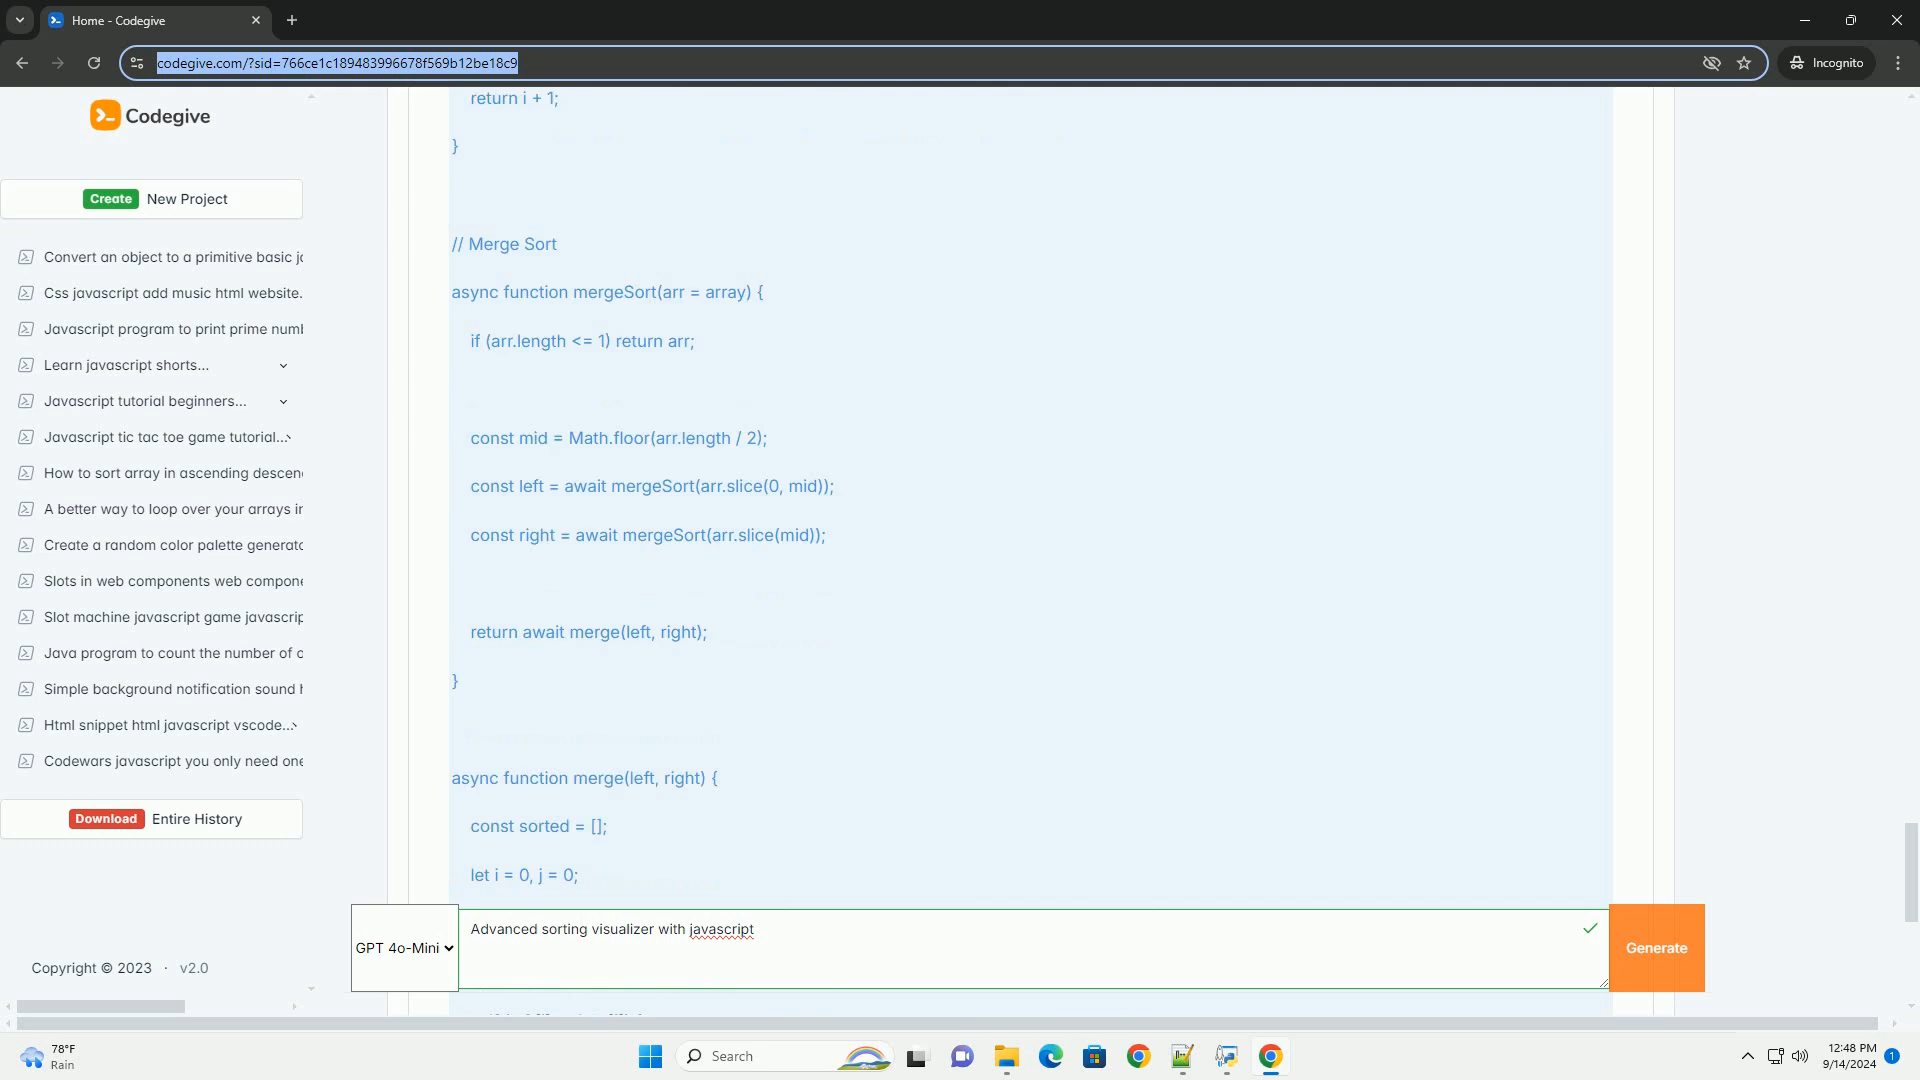 Home - Codegive
codegive.com/?sid=766ce1c189483996678f569b12be18c9
Incognito
Codegive
Create New Project
Convert an object to a primitive basic
Css javascript add music html website.
Javascript program to print prime
Learn javascript shorts...
Javascript tutorial beginners...
Javascript tic tac toe game tutorial...
How to sort array in ascending
A better way to loop over your arrays
Create a random color palette
Slots in web components web
Slot machine javascript game
Java program to count the number of
Simple background notification sound
Html snippet html javascript vscode...
Codewars javascript you only need one
Download Entire History
Copyright © 2023 · v2.0
return i + 1;
}
// Merge Sort
async function mergeSort(arr = array) {
if (arr.length <= 1) return arr;
const mid = Math.floor(arr.length / 2);
const left = await mergeSort(arr.slice(0, mid));
const right = await mergeSort(arr.slice(mid));
return await merge(left, right);
}
async function merge(left, right) {
const sorted = [];
let i = 0, j = 0;
GPT 4o-Mini
Advanced sorting visualizer with javascript
Generate
78°F
Rain
Search
12:48 PM
9/14/2024
1